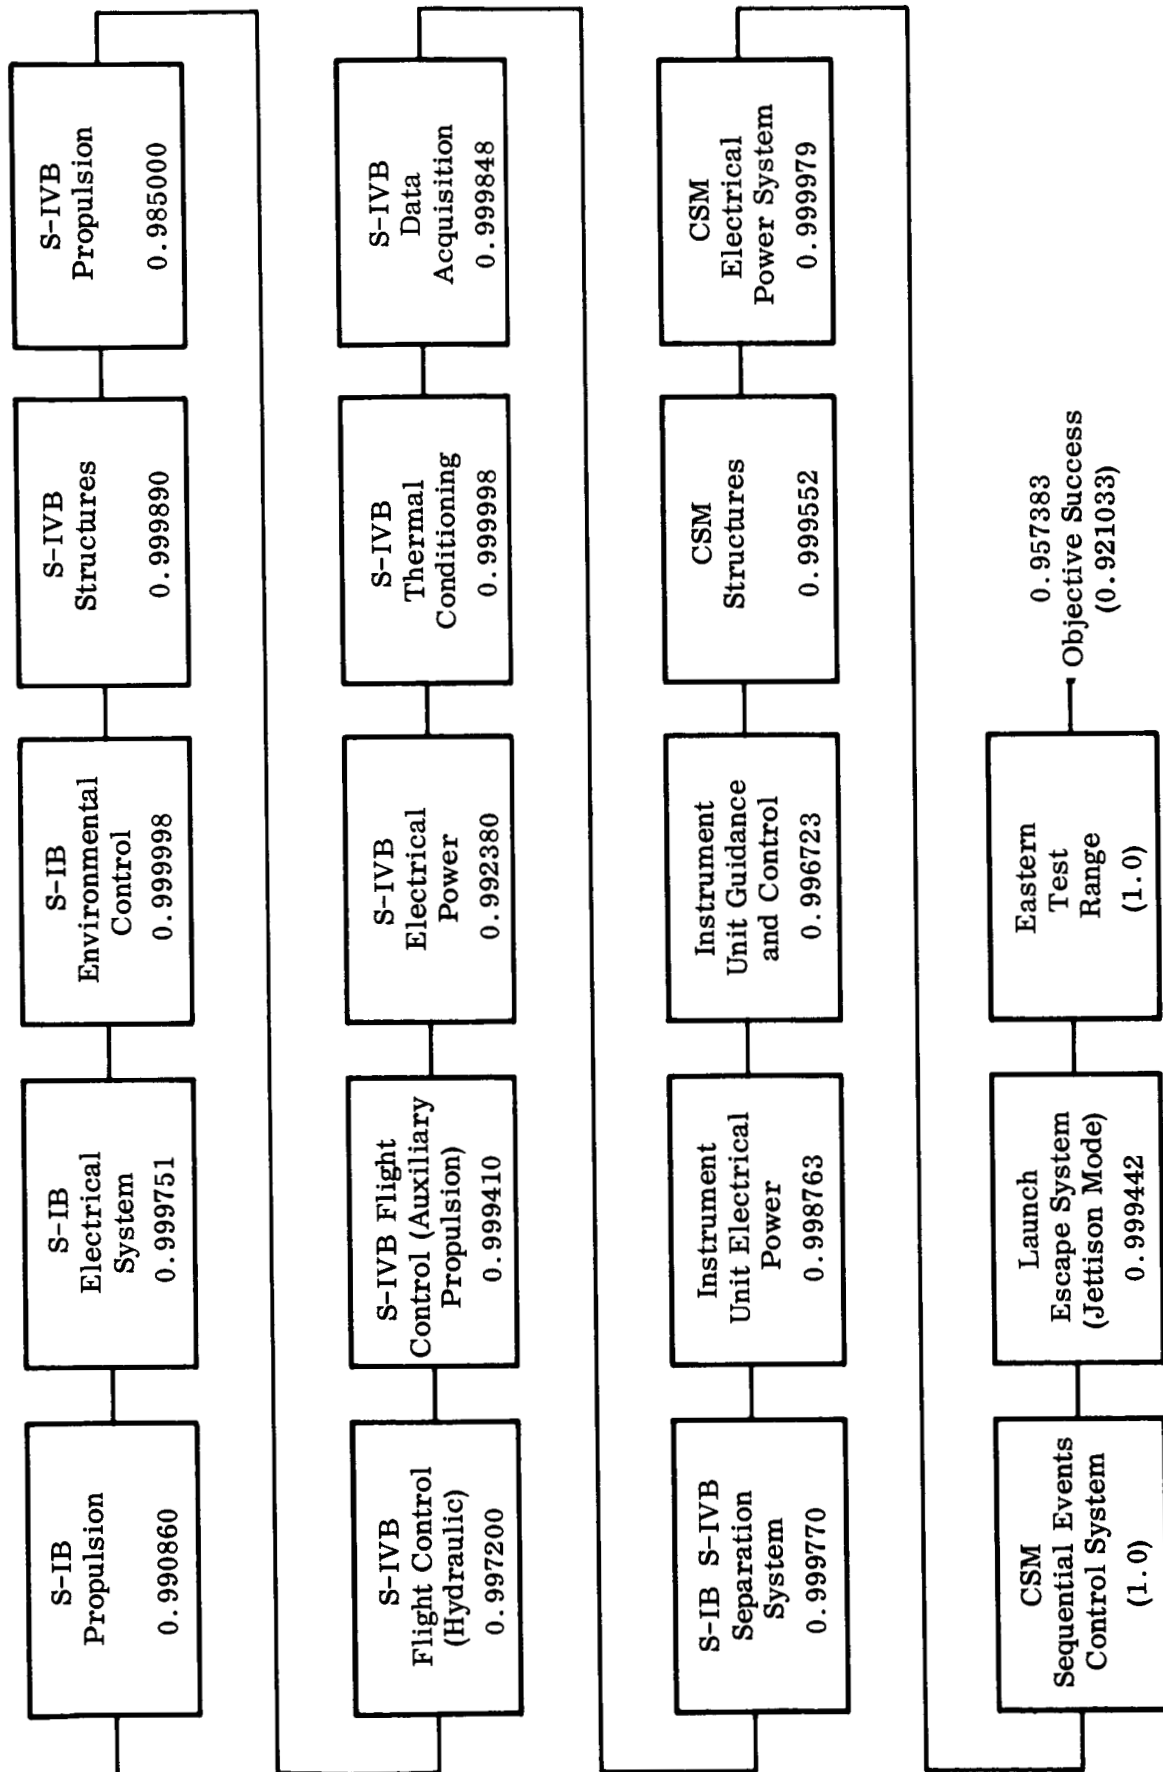 S-IB
Propulsion
0.990860
S-IB
Electrical
System
0.999751
S-IB
Environmental
Control
0.999998
S-IVB
Structures
0.999890
S-IVB
Propulsion
0.985000
S-IVB
Flight Control
(Hydraulic)
0.997200
S-IVB Flight
Control (Auxiliary
Propulsion)
0.999410
S-IVB
Electrical
Power
0.992380
S-IVB
Thermal
Conditioning
0.999998
S-IVB
Data
Acquisition
0.999848
S-IB S-IVB
Separation
System
0.999770
Instrument
Unit Electrical
Power
0.998763
Instrument
Unit Guidance
and Control
0.996723
CSM
Structures
0.999552
CSM
Electrical
Power System
0.999979
CSM
Sequential Events
Control System
(1.0)
Launch
Escape System
(Jettison Mode)
0.999442
Eastern
Test
Range
(1.0)
0.957383
Objective Success
(0.921033)